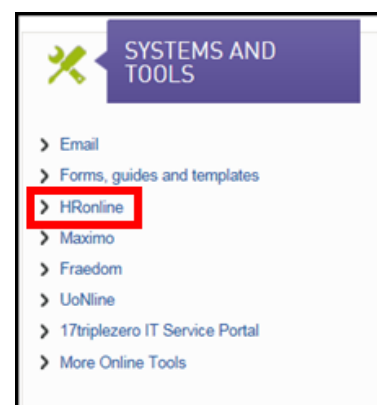 SYSTEMS AND
TOOLS
Email
Forms, guides and templates
HRonline
Maximo
Fraedom
UoNline
17triplezero IT Service Portal
More Online Tools